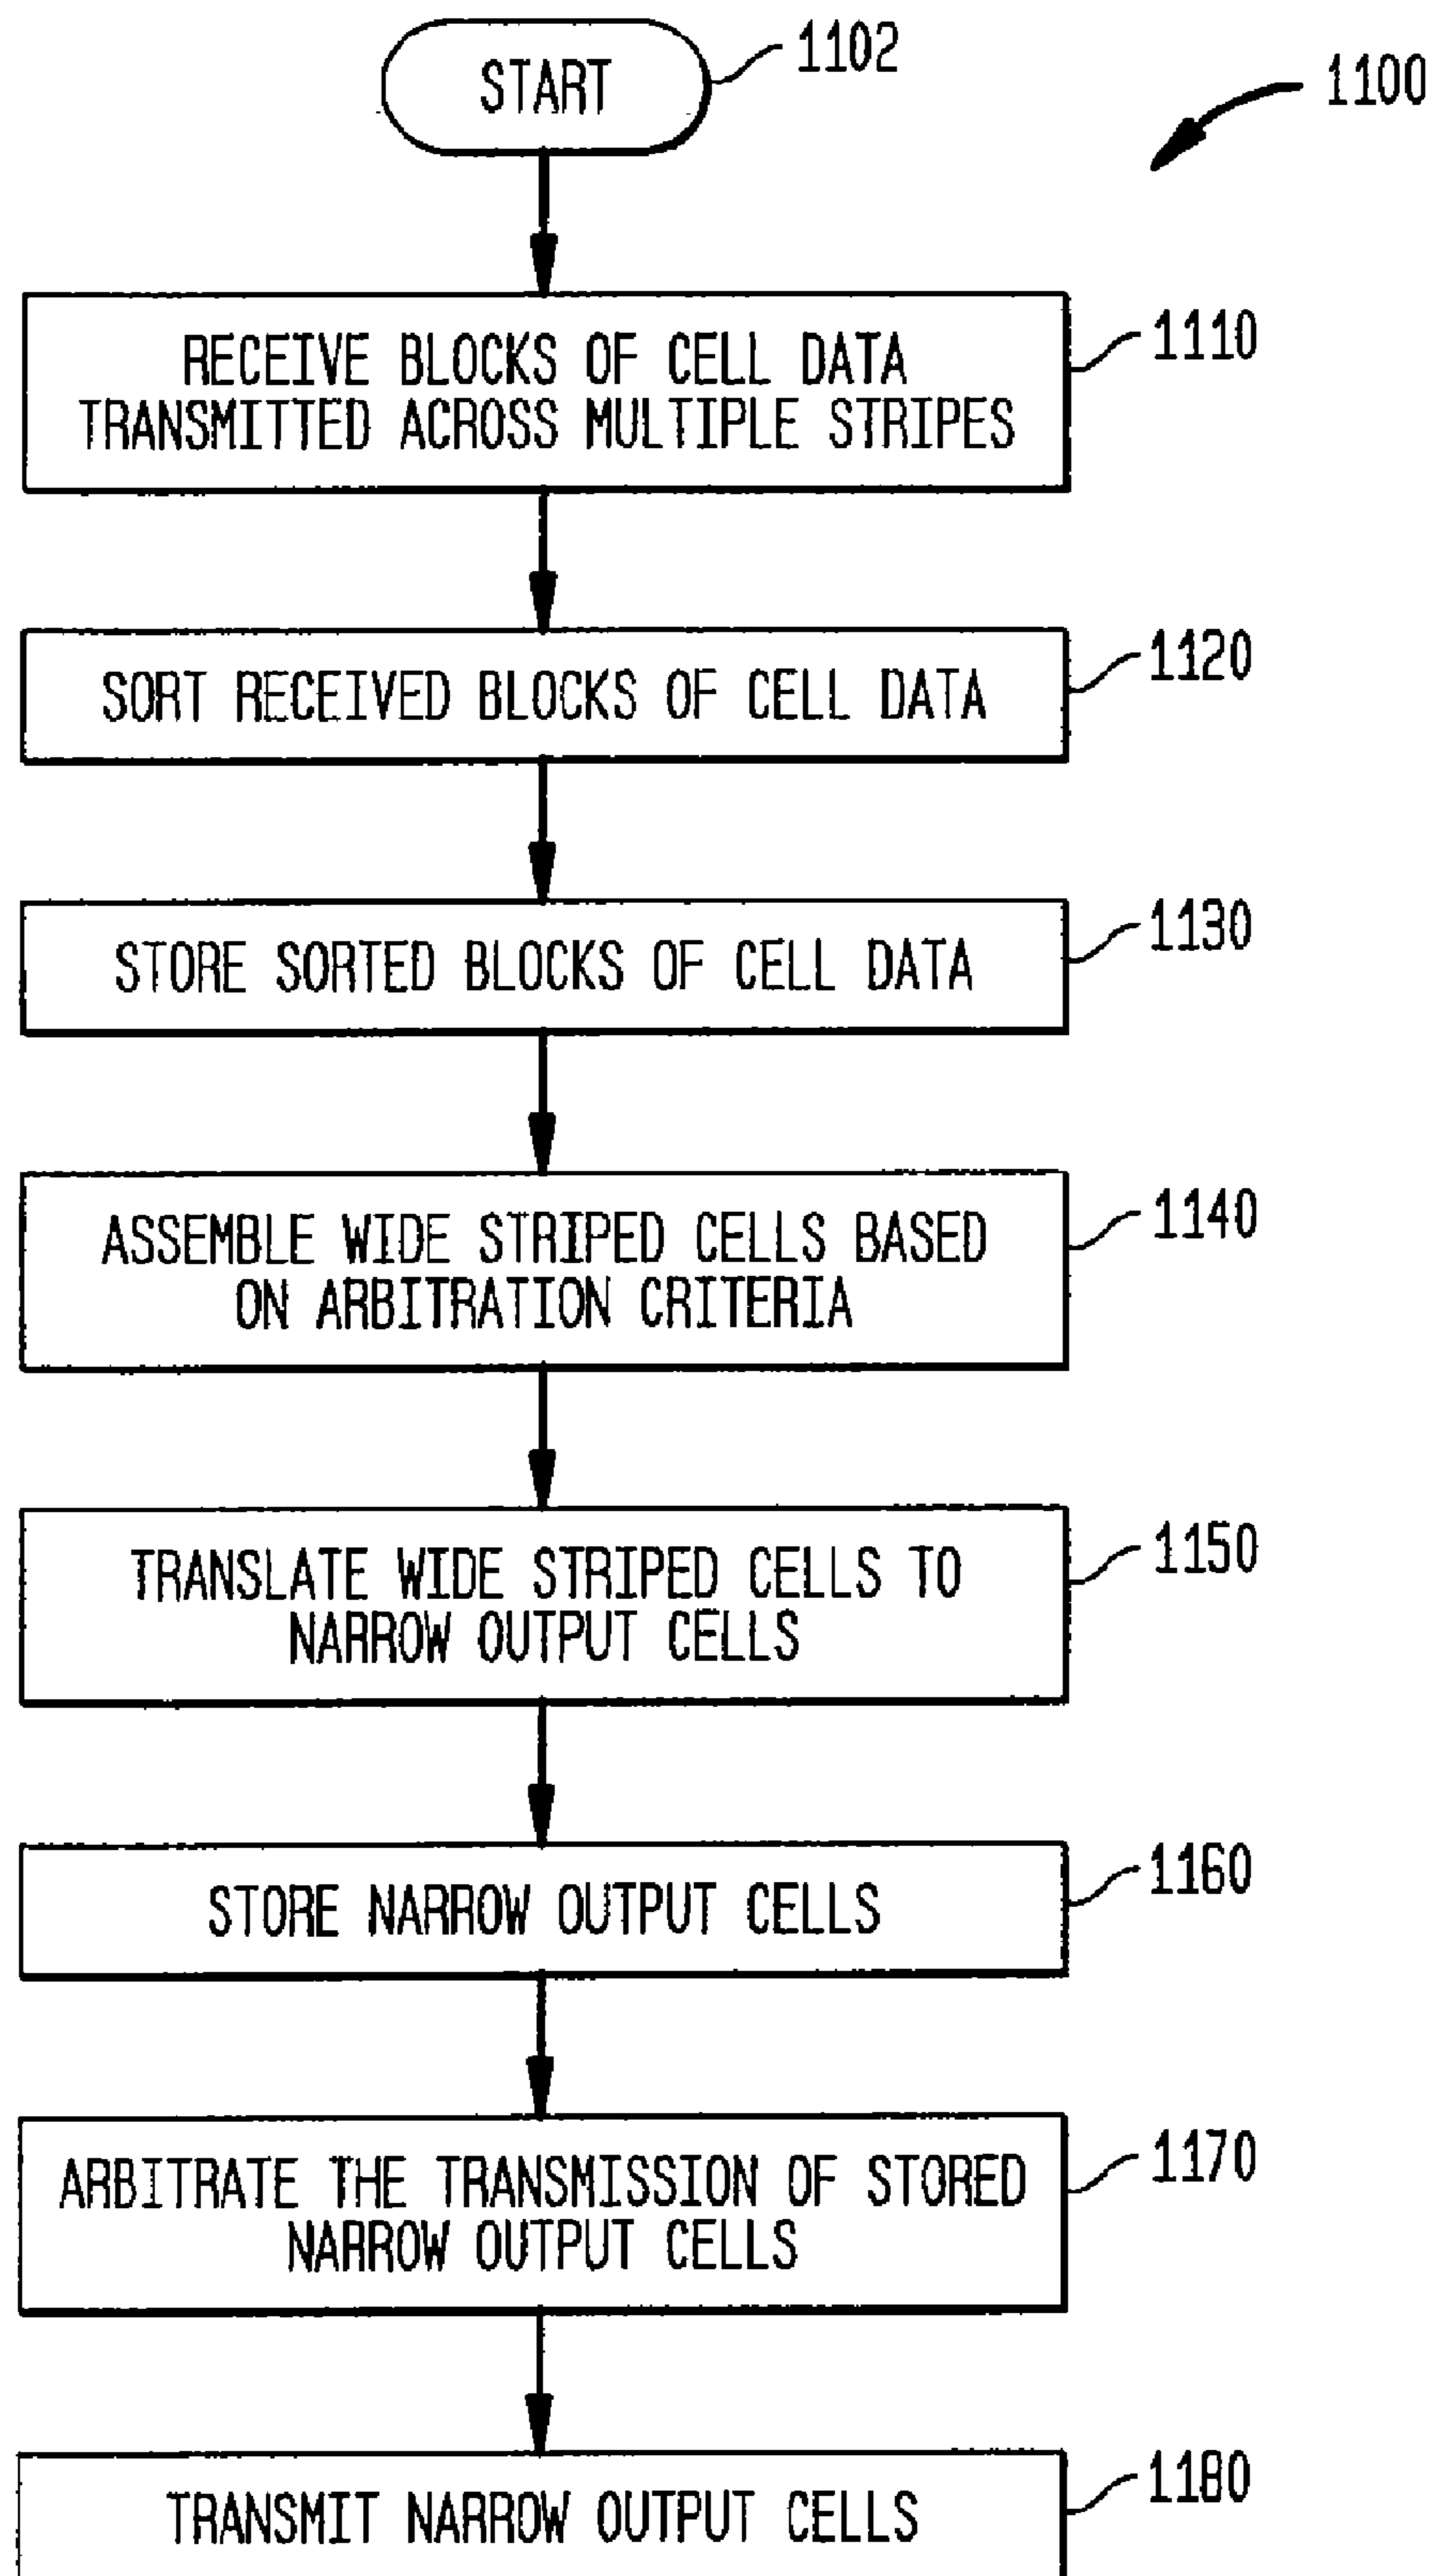 START
1102
1100
RECEIVE BLOCKS OF CELL DATA
TRANSMITTED ACROSS MULTIPLE STRIPES
1110
SORT RECEIVED BLOCKS OF CELL DATA
1120
STORE SORTED BLOCKS OF CELL DATA
1130
ASSEMBLE WIDE STRIPED CELLS BASED
ON ARBITRATION CRITERIA
1140
TRANSLATE WIDE STRIPED CELLS TO
NARROW OUTPUT CELLS
1150
STORE NARROW OUTPUT CELLS
1160
ARBITRATE THE TRANSMISSION OF STORED
NARROW OUTPUT CELLS
1170
TRANSMIT NARROW OUTPUT CELLS
1180